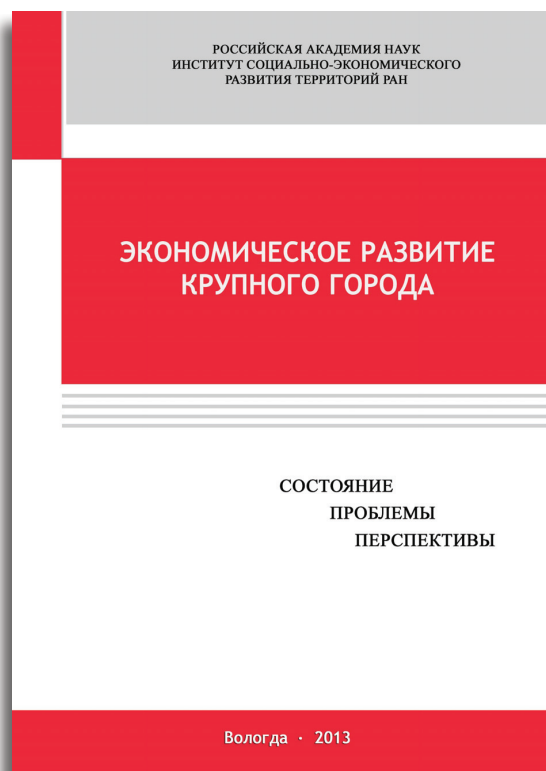 РОССИЙСКАЯ АКАДЕМИЯ НАУК
ИНСТИТУТ СОЦИАЛЬНО-ЭКОНОМИЧЕСКОГО
РАЗВИТИЯ ТЕРРИТОРИЙ РАН
ЭКОНОМИЧЕСКОЕ РАЗВИТИЕ
КРУПНОГО ГОРОДА
СОСТОЯНИЕ
ПРОБЛЕМЫ
ПЕРСПЕКТИВЫ
Вологда · 2013